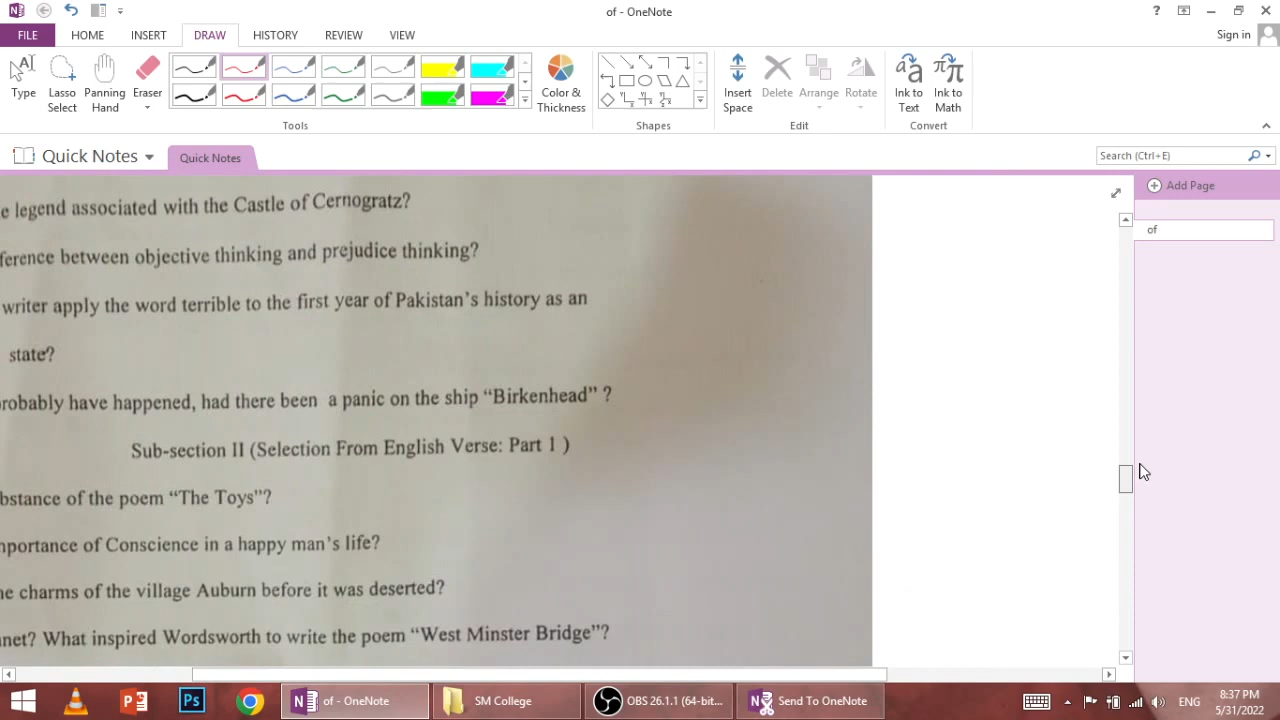 of - OneNote
?
Sign in
FILE
HOME
INSERT
DRAW
HISTORY
REVIEW
VIEW
Type
Lasso Select
Panning Hand
Eraser
Color & Thickness
Insert Space
Delete
Arrange
Rotate
Ink to Text
Ink to Math
Tools
Shapes
Edit
Convert
Quick Notes
Quick Notes
Search (Ctrl+E)
Add Page
of
e legend associated with the Castle of Cernogratz?
ference between objective thinking and prejudice thinking?
writer apply the word terrible to the first year of Pakistan's history as an
state?
robably have happened, had there been a panic on the ship "Birkenhead" ?
Sub-section II (Selection From English Verse: Part 1 )
bstance of the poem "The Toys"?
nportance of Conscience in a happy man's life?
ne charms of the village Auburn before it was deserted?
nnet? What inspired Wordsworth to write the poem "West Minster Bridge"?
of - OneNote
SM College
OBS 26.1.1 (64-bit...
Send To OneNote
ENG
8:37 PM
5/31/2022